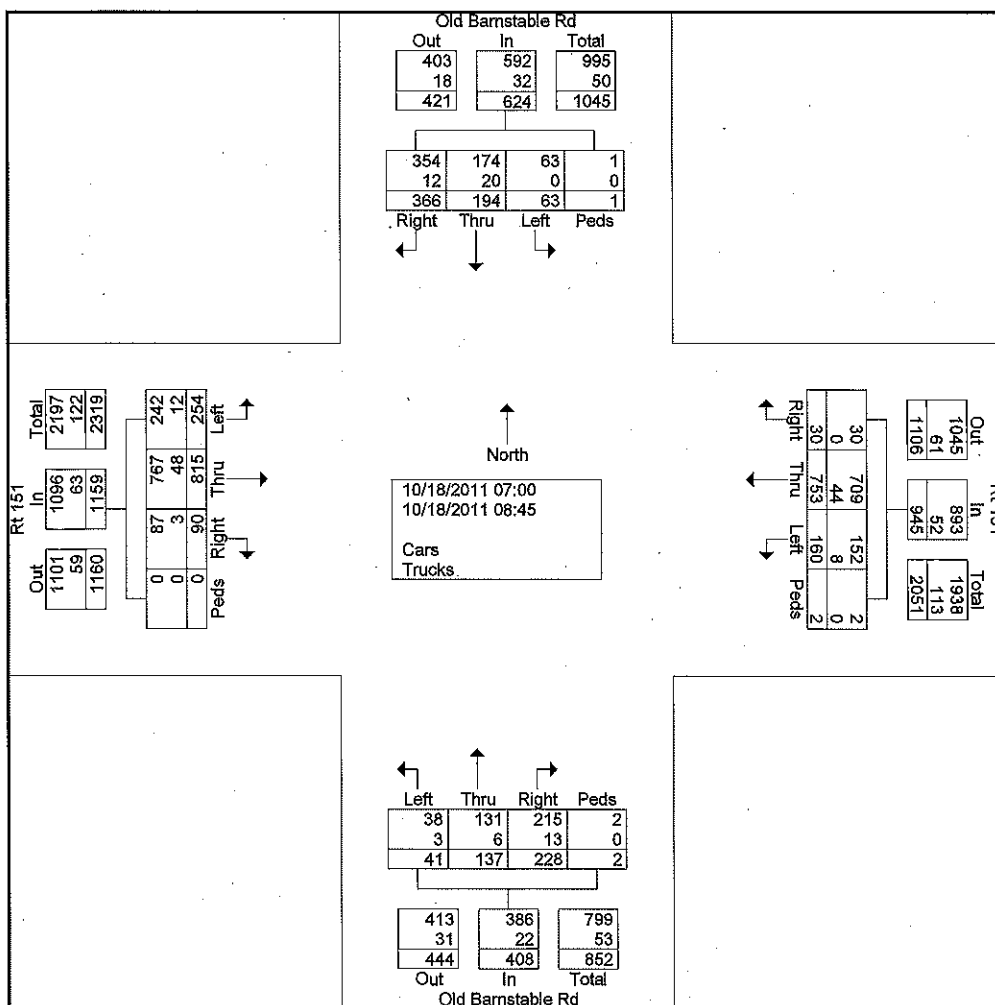 Old Barnstable Rd
Out In Total
403 592 995
18 32 50
421 624 1045
354 174 63 1
12 20 0 0
366 194 63 1
Right Thru Left Peds
Rt 151
Total In Out
2197 1096 1101
122 63 59
2319 1159 1160
Left Thru Right Peds
242 767 87 0
12 48 3 0
254 815 90 0
North
10/18/2011 07:00
10/18/2011 08:45
Cars
Trucks
Right Thru Left Peds
30 709 152 2
0 44 8 0
30 753 160 2
Out In Total
1045 893 1938
61 52 113
1106 945 2051
Left Thru Right Peds
38 131 215 2
3 6 13 0
41 137 228 2
413 386 799
31 22 53
444 408 852
Out In Total
Old Barnstable Rd